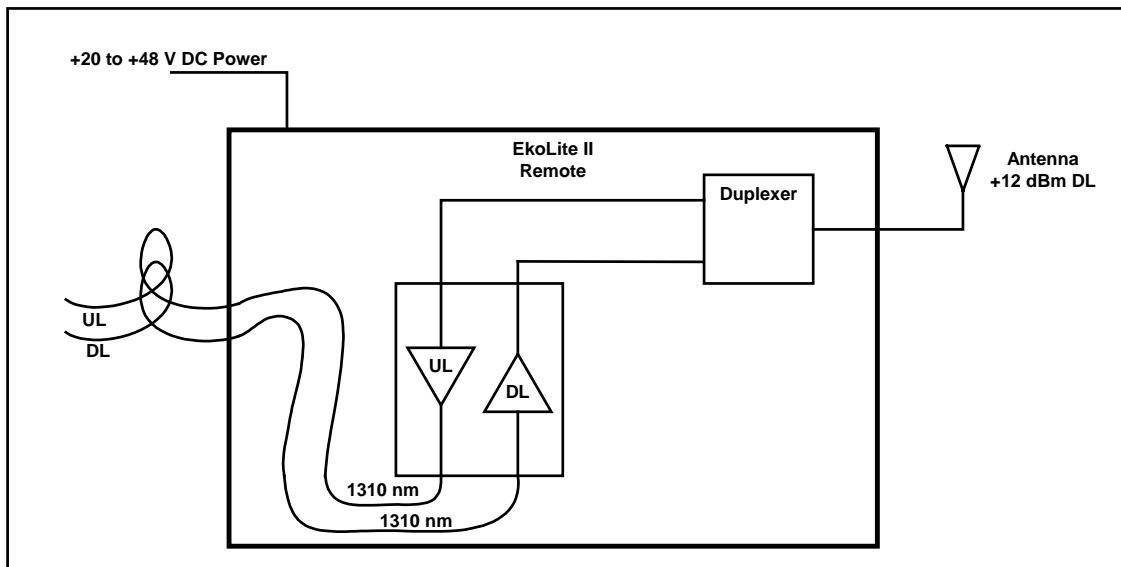 +20 to +48 V DC Power
EkoLite II
Remote
Antenna
+12 dBm DL
Duplexer
UL
DL
UL
DL
1310 nm
1310 nm